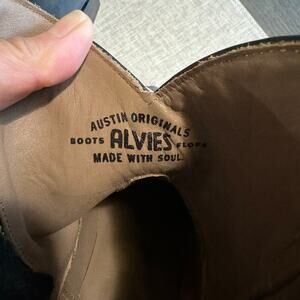 AUSTIN ORIGINALS
BOOTS ALVIES FLOPS
MADE WITH SOUL.